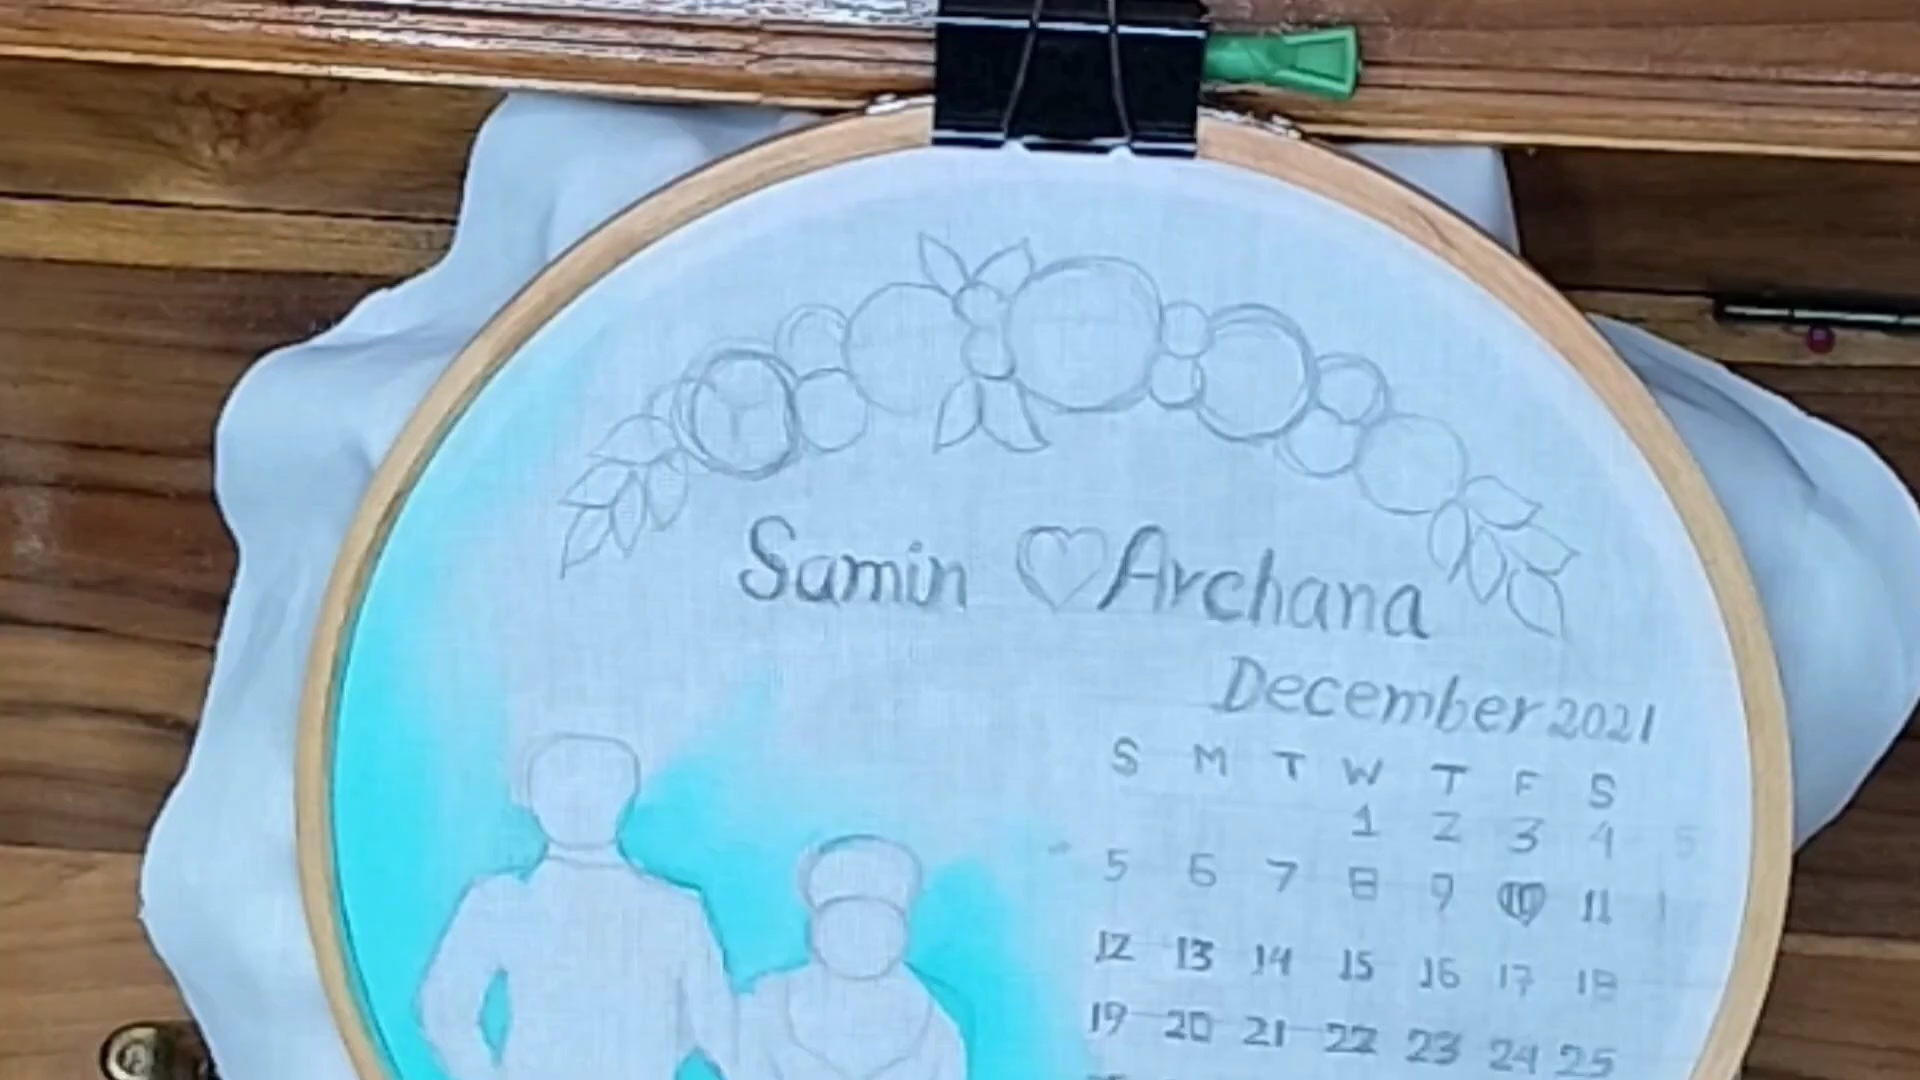 Samin Archana
December 2021
S M T W T F S
1 2 3 4
5 6 7 8 9 10 11
12 13 14 15 16 17 18
19 20 21 22 23 24 25